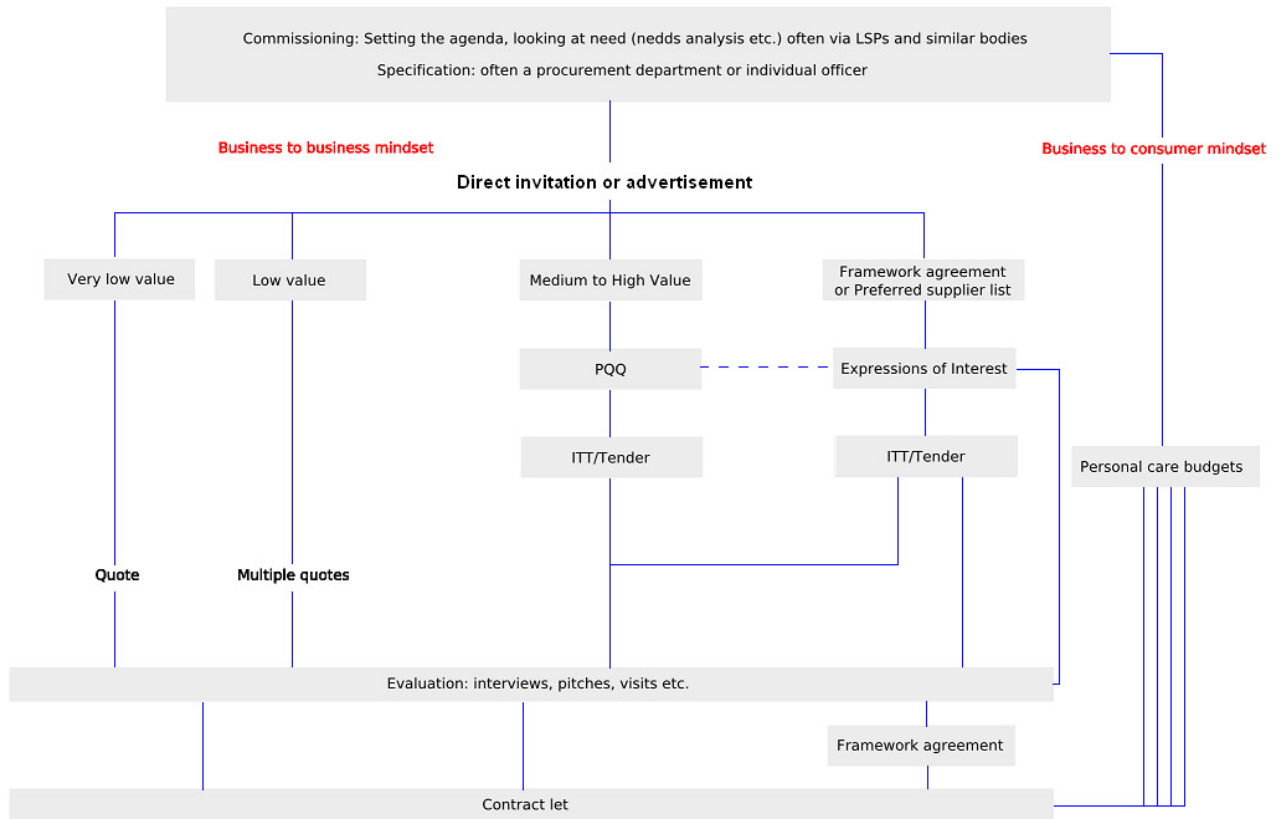 Commissioning: Setting the agenda, looking at need (nedds analysis etc.) often via LSPs and similar bodies
Specification: often a procurement department or individual officer
Business to business mindset
Business to consumer mindset
Direct invitation or advertisement
Very low value
Low value
Medium to High Value
Framework agreement
or Preferred supplier list
PQQ
Expressions of Interest
ITT/Tender
ITT/Tender
Personal care budgets
Quote
Multiple quotes
Evaluation: interviews, pitches, visits etc.
Framework agreement
Contract let